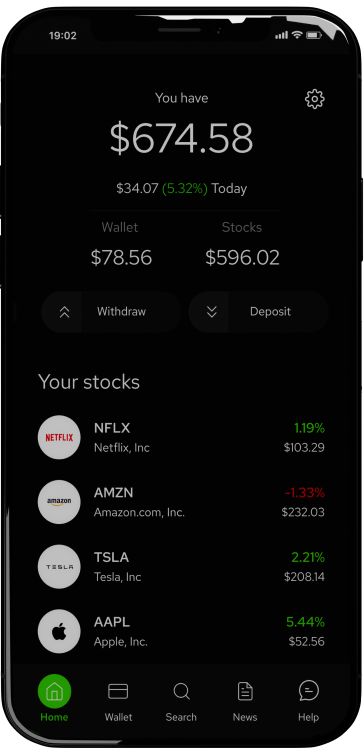 19:02
You have
$674.58
$34.07 (5.32%) Today
Wallet Stocks
$78.56 $596.02
Withdraw Deposit
Your stocks
NETFLIX NFLX 1.19%
Netflix, Inc $103.29
amazon AMZN -1.33%
Amazon.com, Inc. $232.03
TESLA TSLA 2.21%
Tesla, Inc $208.14
AAPL 5.44%
Apple, Inc. $52.56
Home Wallet Search News Help